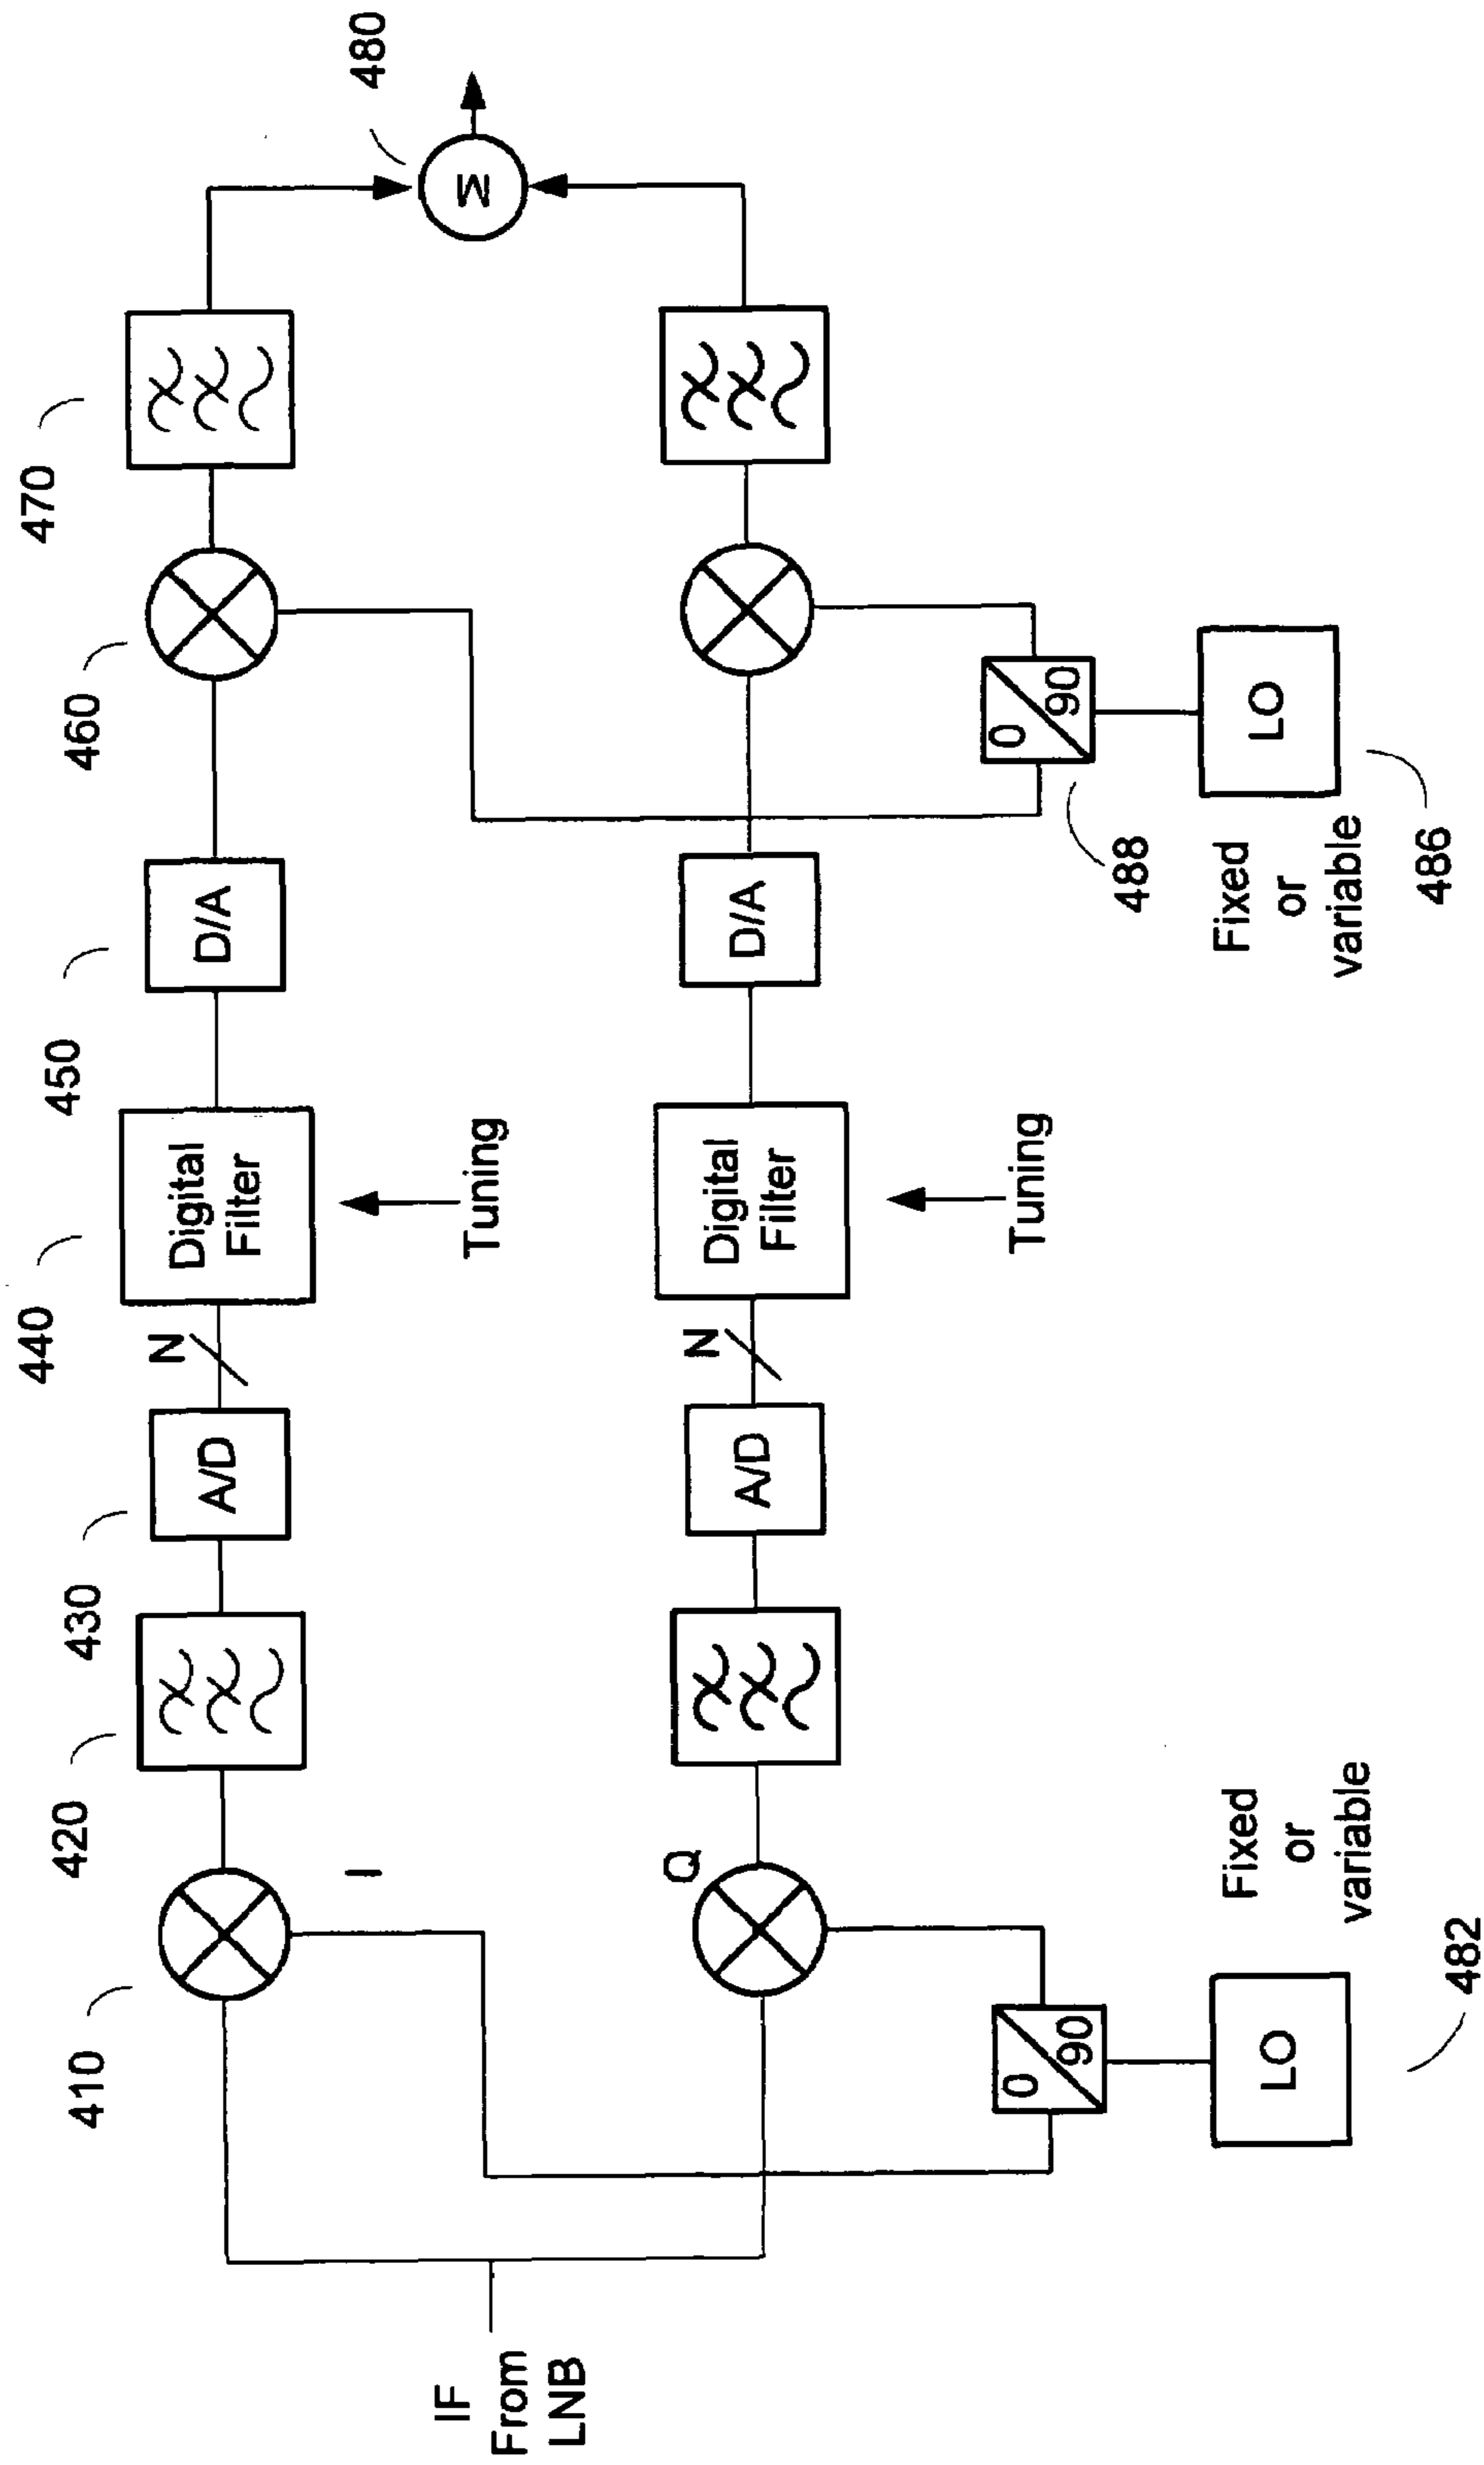 410
420
430
440
450
460
470
480
A/D
N
Digital
Filter
D/A
I
Tuning
Σ
IF
From
LNB
Q
A/D
N
Digital
Filter
D/A
Tuning
0
90
LO
Fixed
or
variable
482
0
90
488
LO
Fixed
or
variable
486